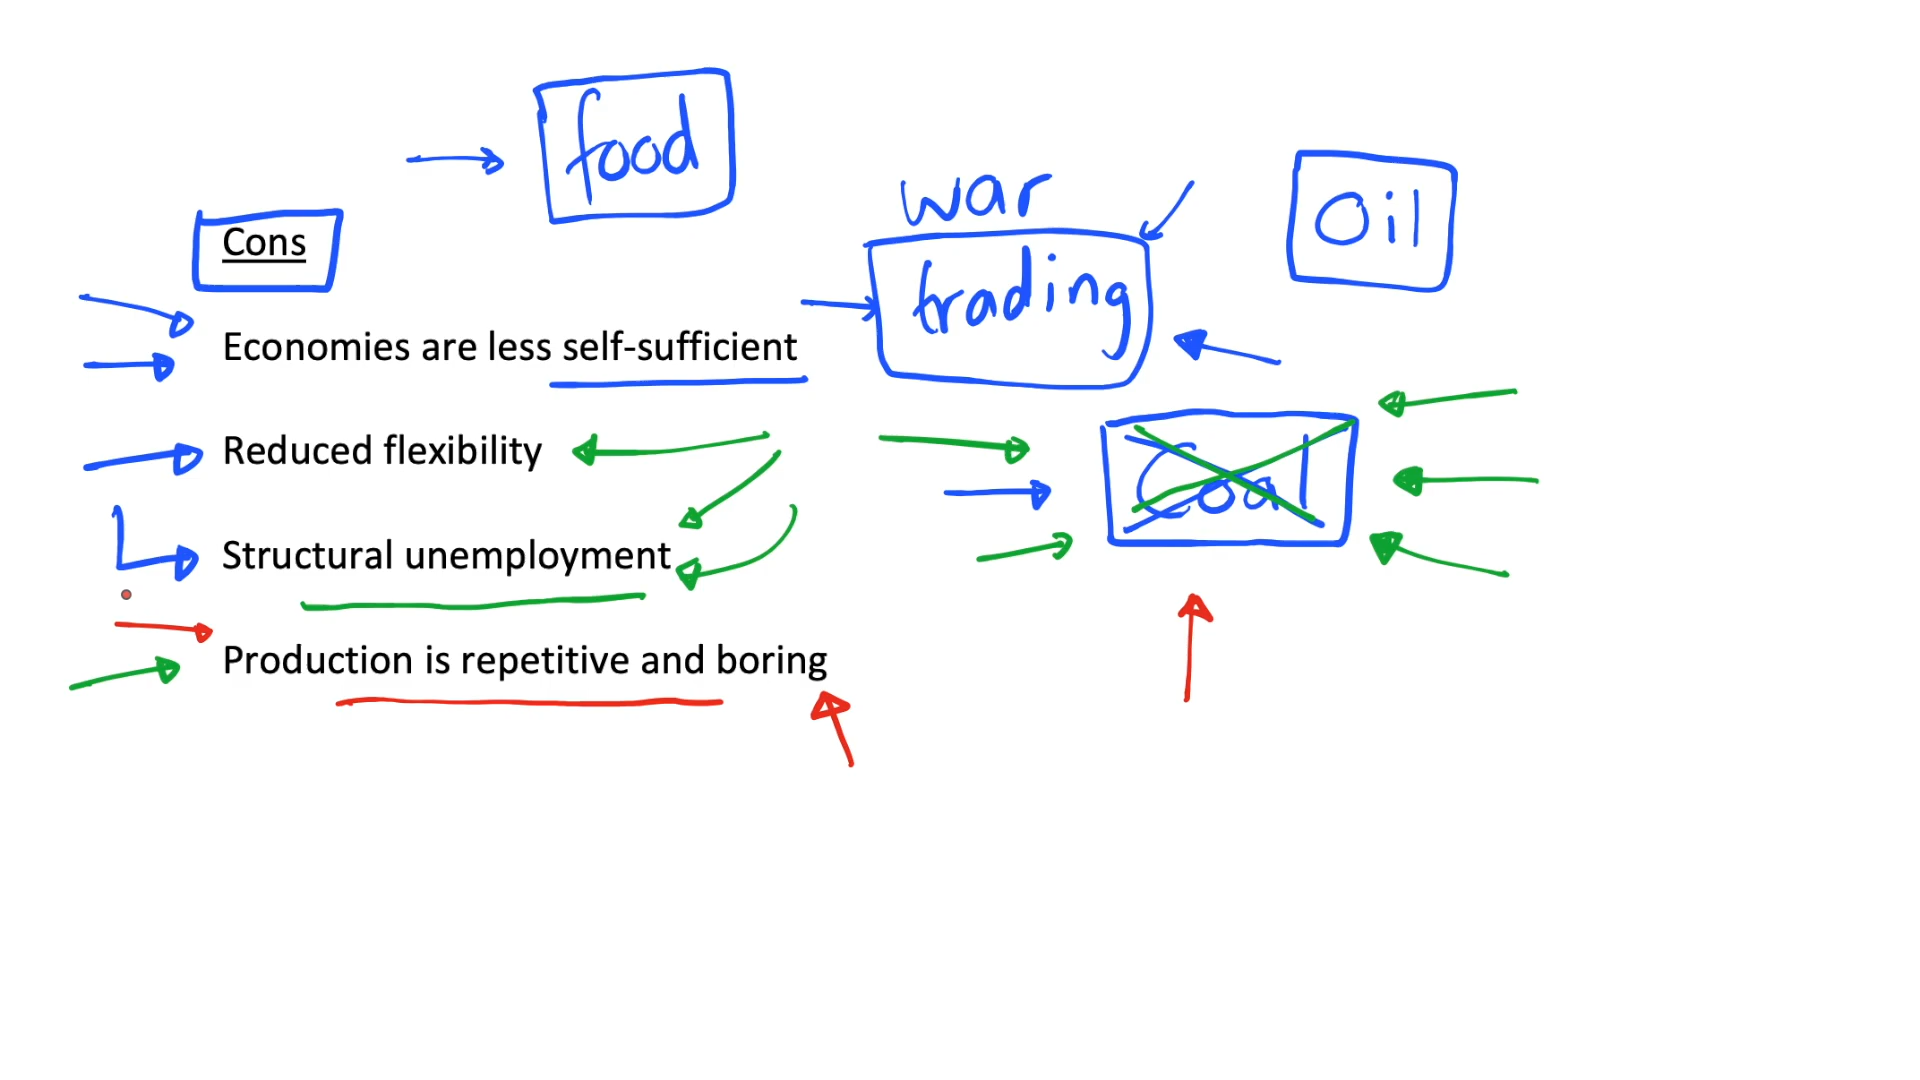 food
war
Oil
Cons
trading
Economies are less self-sufficient
Reduced flexibility
Coal
Structural unemployment
Production is repetitive and boring